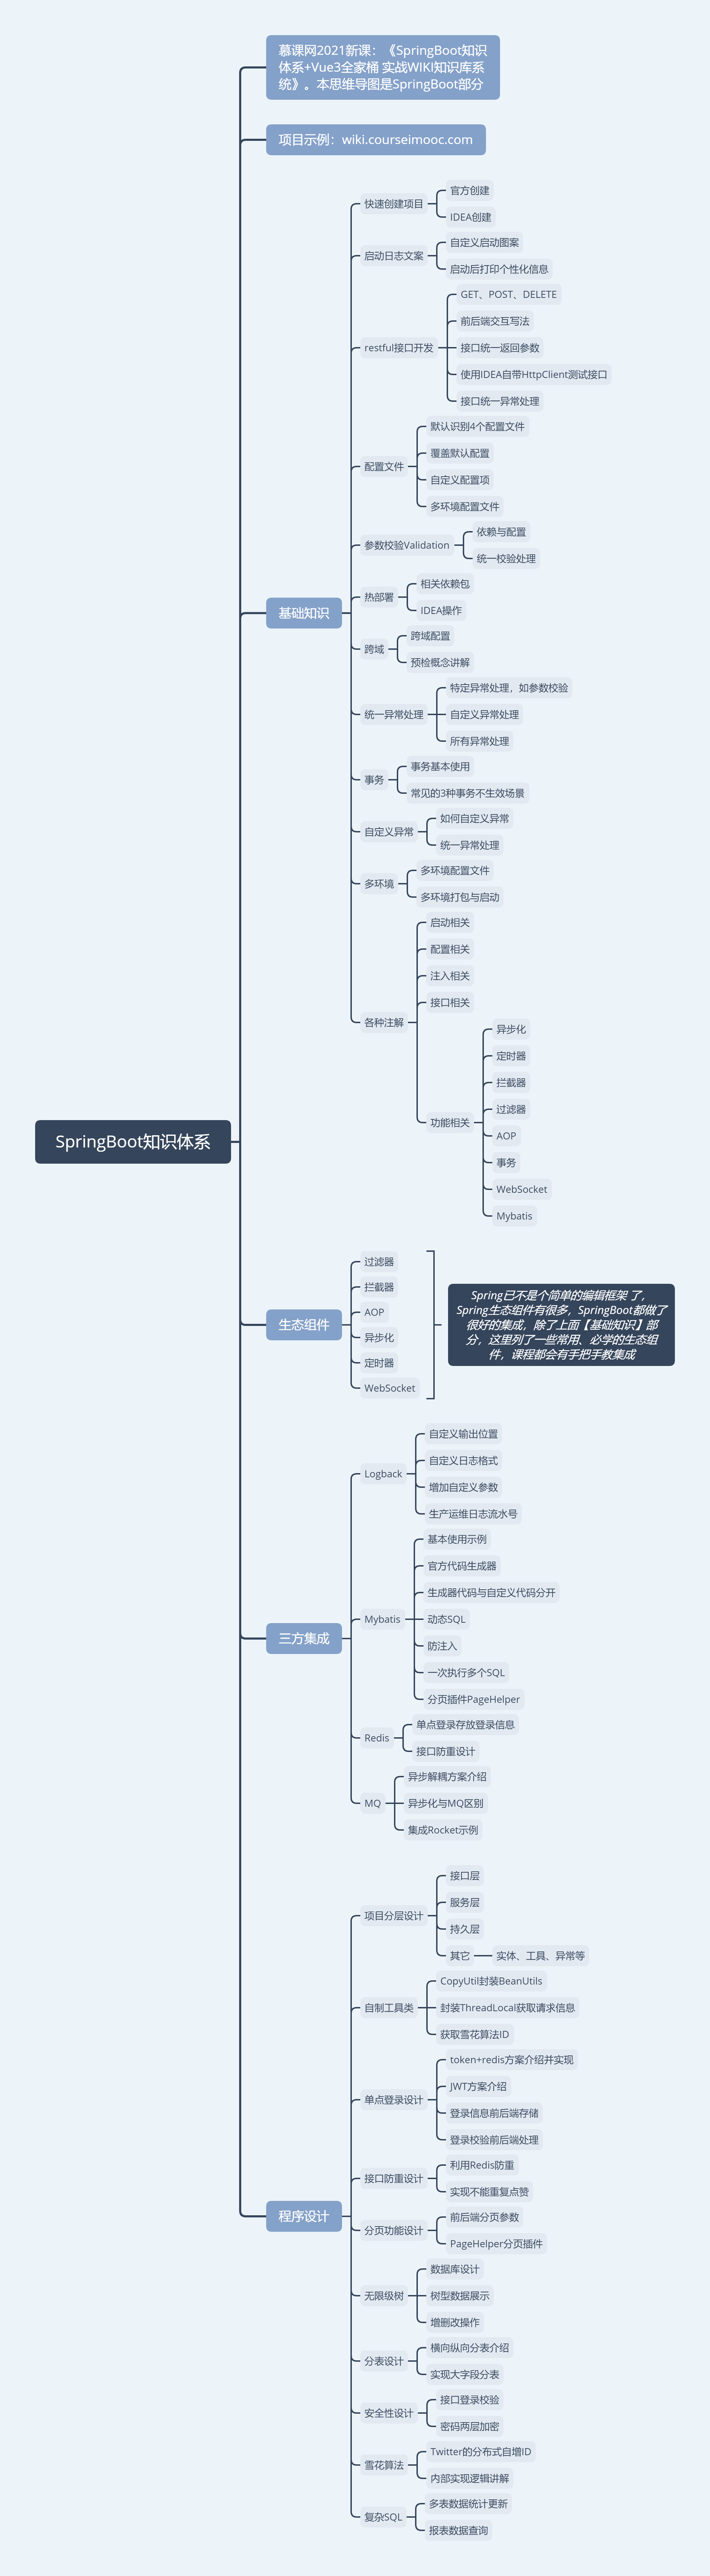 慕课网2021新课：《SpringBoot知识
体系+Vue3全家桶 实战WIKI知识库系
统》。本思维导图是SpringBoot部分
项目示例：wiki.courseimooc.com
SpringBoot知识体系
基础知识
快速创建项目
官方创建
IDEA创建
启动日志文案
自定义启动图案
启动后打印个性化信息
restful接口开发
GET、POST、DELETE
前后端交互写法
接口统一返回参数
使用IDEA自带HttpClient测试接口
接口统一异常处理
配置文件
默认识别4个配置文件
覆盖默认配置
自定义配置项
多环境配置文件
参数校验Validation
依赖与配置
统一校验处理
热部署
相关依赖包
IDEA操作
跨域
跨域配置
预检概念讲解
统一异常处理
特定异常处理，如参数校验
自定义异常处理
所有异常处理
事务
事务基本使用
常见的3种事务不生效场景
自定义异常
如何自定义异常
统一异常处理
多环境
多环境配置文件
多环境打包与启动
各种注解
启动相关
配置相关
注入相关
接口相关
功能相关
异步化
定时器
拦截器
过滤器
AOP
事务
WebSocket
Mybatis
生态组件
过滤器
拦截器
AOP
异步化
定时器
WebSocket
Spring已不是个简单的编辑框架 了，
Spring生态组件有很多，SpringBoot都做了
很好的集成，除了上面【基础知识】部
分，这里列了一些常用、必学的生态组
件，课程都会有手把手教集成
三方集成
Logback
自定义输出位置
自定义日志格式
增加自定义参数
生产运维日志流水号
Mybatis
基本使用示例
官方代码生成器
生成器代码与自定义代码分开
动态SQL
防注入
一次执行多个SQL
分页插件PageHelper
Redis
单点登录存放登录信息
接口防重设计
MQ
异步解耦方案介绍
异步化与MQ区别
集成Rocket示例
程序设计
项目分层设计
接口层
服务层
持久层
其它
实体、工具、异常等
自制工具类
CopyUtil封装BeanUtils
封装ThreadLocal获取请求信息
获取雪花算法ID
单点登录设计
token+redis方案介绍并实现
JWT方案介绍
登录信息前后端存储
登录校验前后端处理
接口防重设计
利用Redis防重
实现不能重复点赞
分页功能设计
前后端分页参数
PageHelper分页插件
无限级树
数据库设计
树型数据展示
增删改操作
分表设计
横向纵向分表介绍
实现大字段分表
安全性设计
接口登录校验
密码两层加密
雪花算法
Twitter的分布式自增ID
内部实现逻辑讲解
复杂SQL
多表数据统计更新
报表数据查询